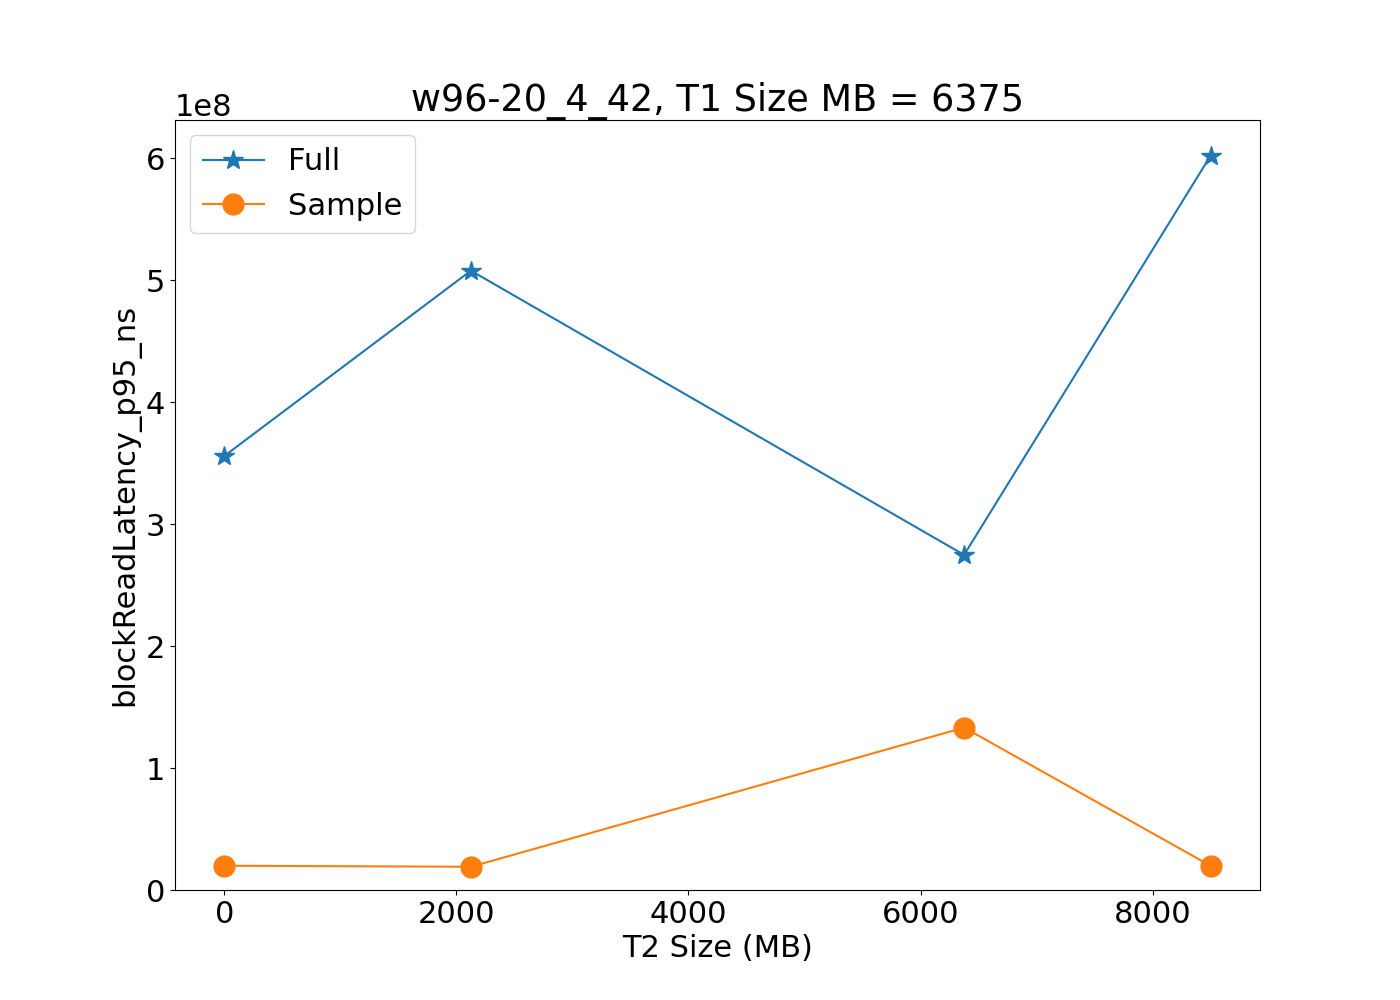 w96-20_4_42, T1 Size MB = 6375
1e8
Full
Sample
6
5
4
3
2
1
0
blockReadLatency_p95_ns
0 2000 4000 6000 8000
T2 Size (MB)